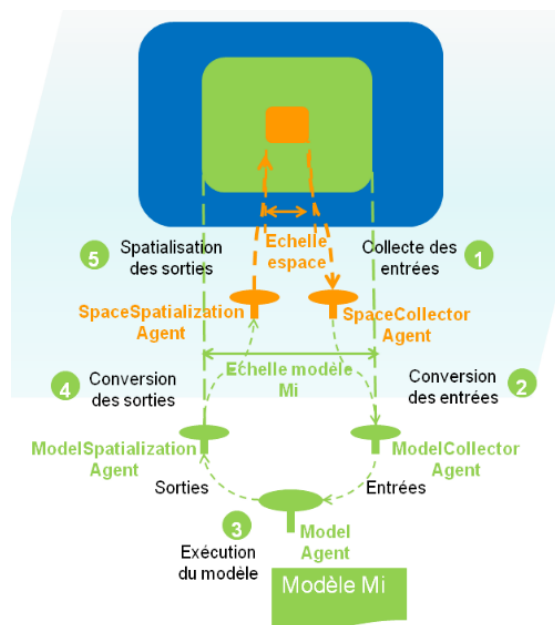 Echelle
espace
5
Spatialisation
des sorties
Collecte des
entrées
1
SpaceSpatialization
Agent
SpaceCollector
Agent
Echelle modèle
Mi
4
Conversion
des sorties
Conversion
des entrées
2
ModelSpatialization
Agent
ModelCollector
Agent
Sorties
Entrées
3
Exécution
du modèle
Model
Agent
Modèle Mi